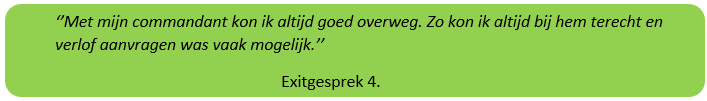 ‘’Met mijn commandant kon ik altijd goed overweg. Zo kon ik altijd bij hem terecht en
verlof aanvragen was vaak mogelijk.’’
Exitgesprek 4.